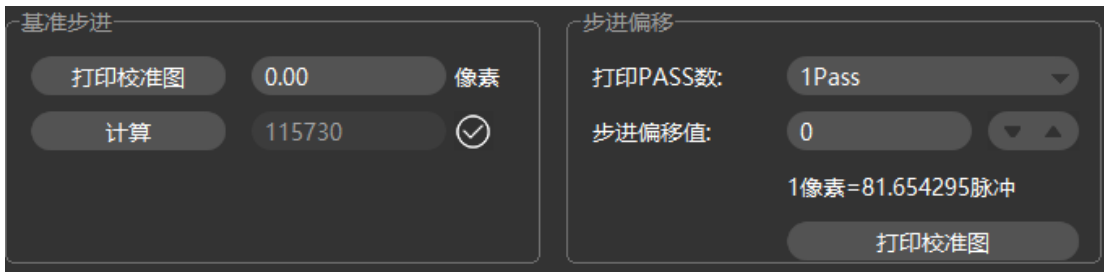 基准步进
打印校准图 0.00 像素
计算 115730
步进偏移
打印PASS数: 1Pass
步进偏移值: 0
1像素=81.654295脉冲
打印校准图